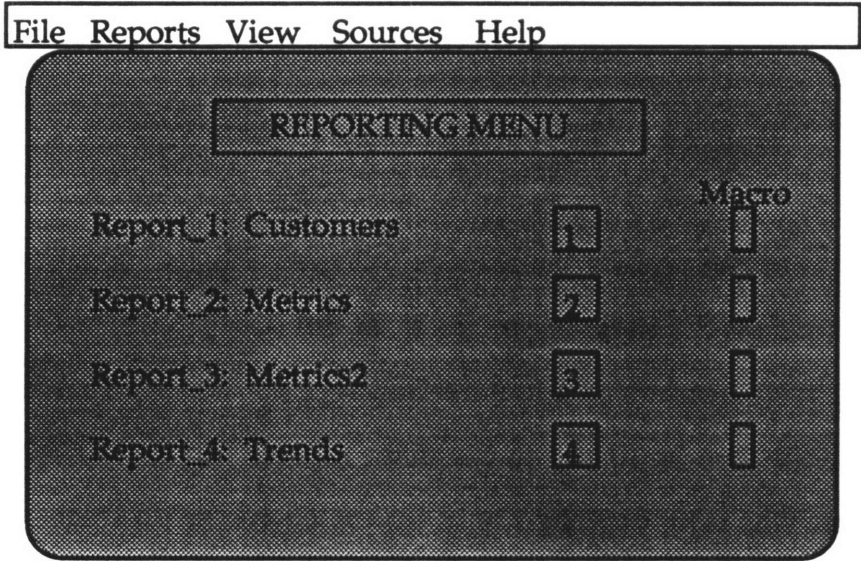 File Reports View Sources Help
REPORTING MENU
Macro
Report_1: Customers 1
Report_2: Metrics 2
Report_3: Metrics2 3
Report_4: Trends 4